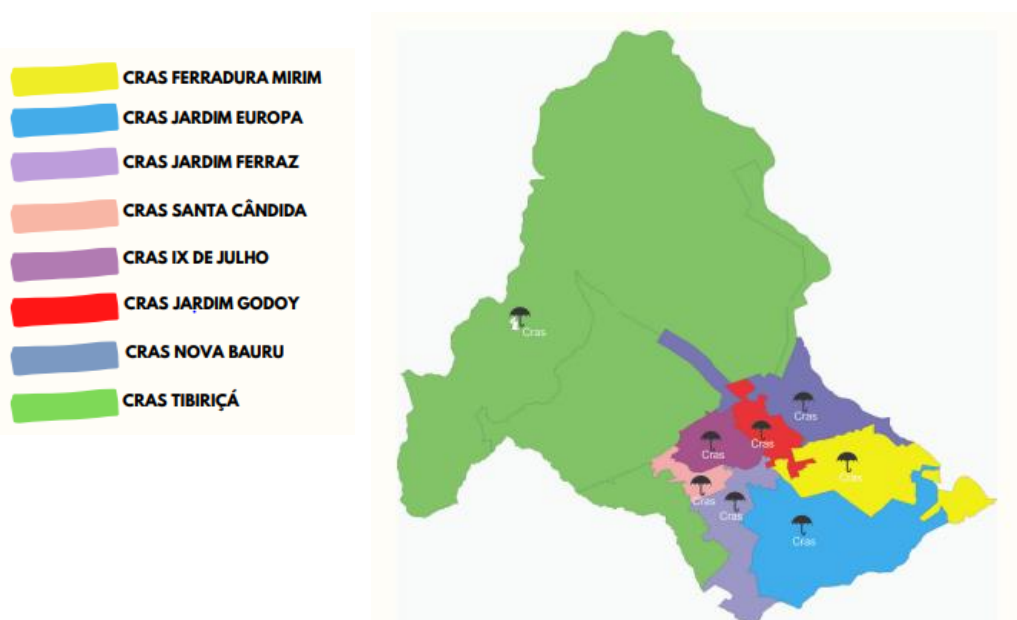 CRAS FERRADURA MIRIM
CRAS JARDIM EUROPA
CRAS JARDIM FERRAZ
CRAS SANTA CÂNDIDA
CRAS IX DE JULHO
CRAS JARDIM GODOY
CRAS NOVA BAURU
CRAS TIBIRIÇÁ
Cras
Cras
Cras
Cras
Cras
Cras
Cras
Cras